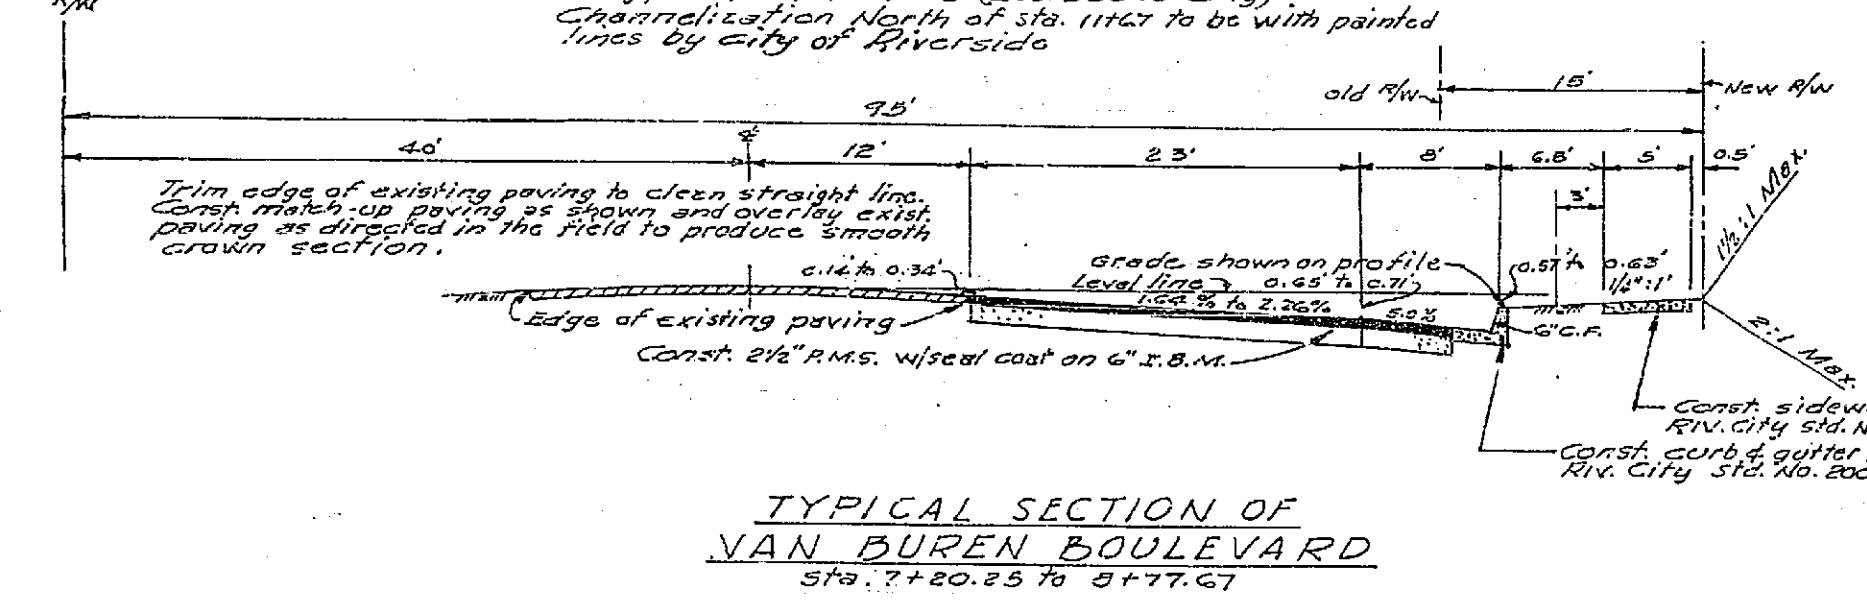 R/W
Channelization North of sta. 11+67 to be with painted
lines by city of Riverside
old R/W
15'
New R/W
95'
40'
℄
12'
23'
8'
6.8'
5'
0.5'
3'
Trim edge of existing paving to clean straight line.
Const. match-up paving as shown and overlay exist.
paving as directed in the field to produce smooth
crown section.
1½:1 Max.
0.14 to 0.34'
Grade shown on profile
0.57 to 0.63'
Level line
0.65' to 0.71'
¼":1'
1.64% to 2.26%
5.0%
Edge of existing paving
6" C.F.
2:1 Max.
Const. 2½" P.M.S. w/seal coat on 6" I.B.M.
Const. sidew
Riv. City Std. N
Const. curb & gutter
Riv. City Std. No. 200
TYPICAL SECTION OF
VAN BUREN BOULEVARD
Sta. 7+20.25 to 8+77.67